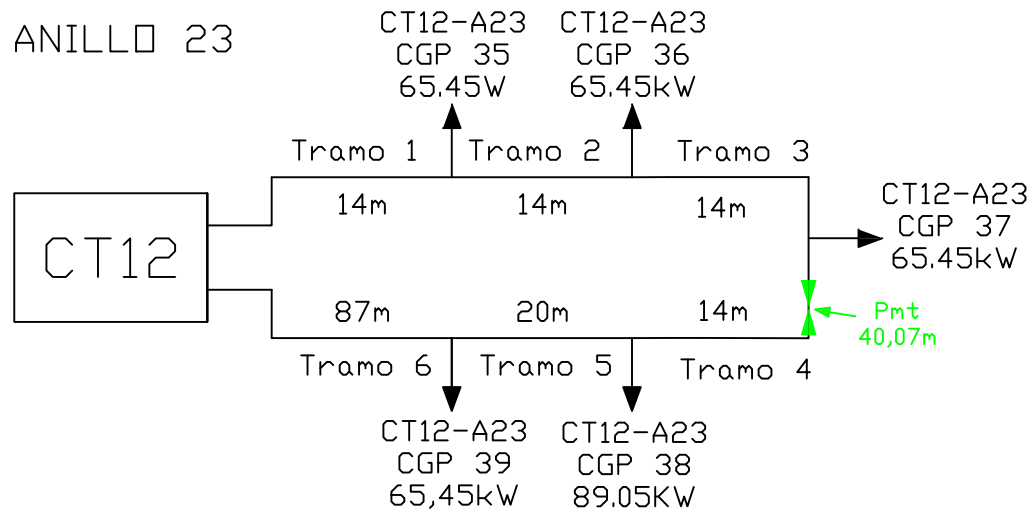 ANILLO 23
CT12-A23
CGP 35
65.45W
CT12-A23
CGP 36
65.45kW
Tramo 1
Tramo 2
Tramo 3
14m
14m
14m
CT12-A23
CGP 37
65.45kW
CT12
87m
20m
14m
Pmt
40,07m
Tramo 6
Tramo 5
Tramo 4
CT12-A23
CGP 39
65,45kW
CT12-A23
CGP 38
89.05KW